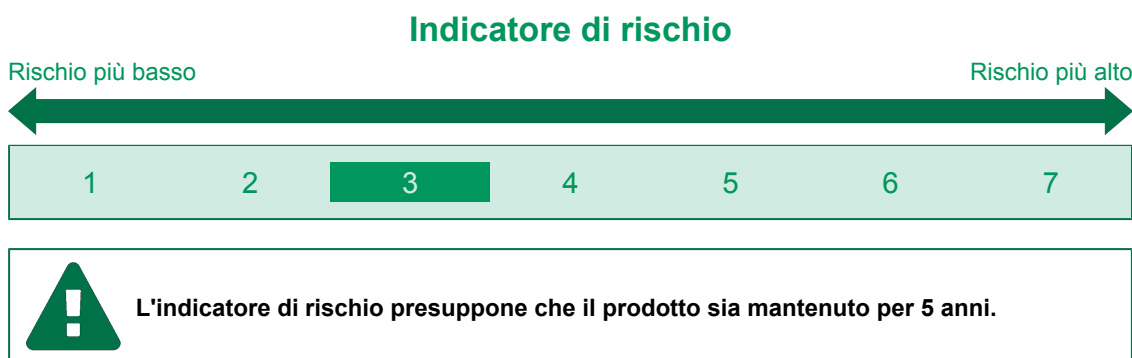 Indicatore di rischio
Rischio più basso Rischio più alto
1 2 3 4 5 6 7
L'indicatore di rischio presuppone che il prodotto sia mantenuto per 5 anni.